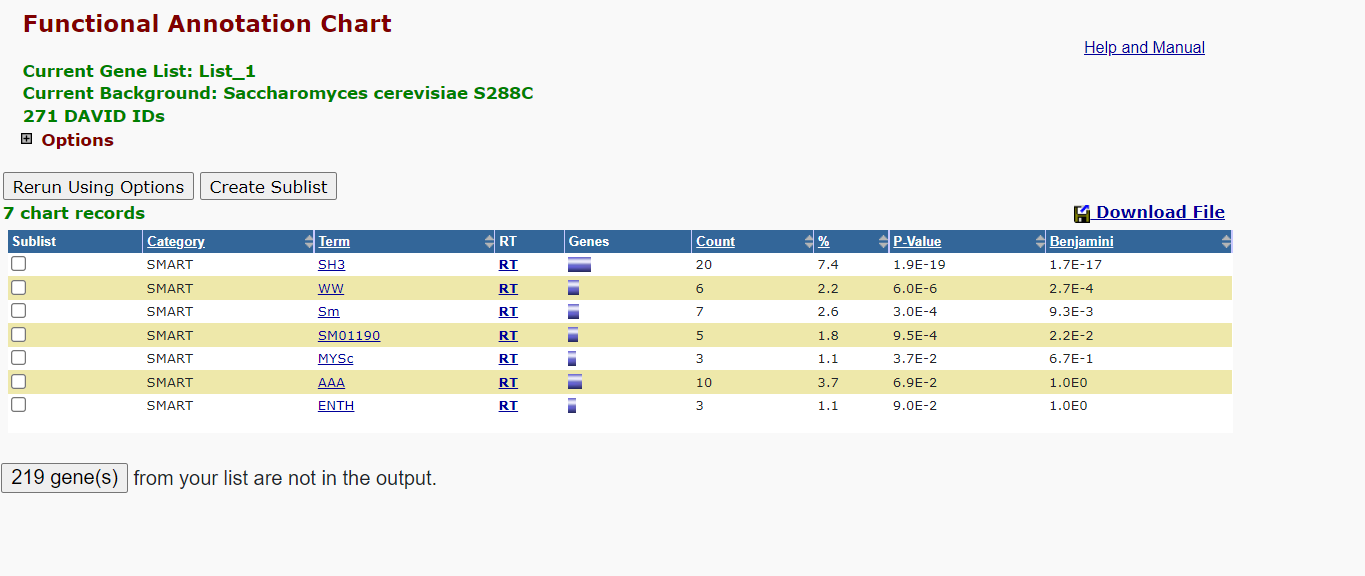 Functional Annotation Chart
Help and Manual
Current Gene List: List_1
Current Background: Saccharomyces cerevisiae S288C
271 DAVID IDs
Options
Rerun Using Options Create Sublist
7 chart records Download File
Sublist Category Term RT Genes Count % P-Value Benjamini
SMART SH3 RT 20 7.4 1.9E-19 1.7E-17
SMART WW RT 6 2.2 6.0E-6 2.7E-4
SMART Sm RT 7 2.6 3.0E-4 9.3E-3
SMART SM01190 RT 5 1.8 9.5E-4 2.2E-2
SMART MYSc RT 3 1.1 3.7E-2 6.7E-1
SMART AAA RT 10 3.7 6.9E-2 1.0E0
SMART ENTH RT 3 1.1 9.0E-2 1.0E0
219 gene(s) from your list are not in the output.